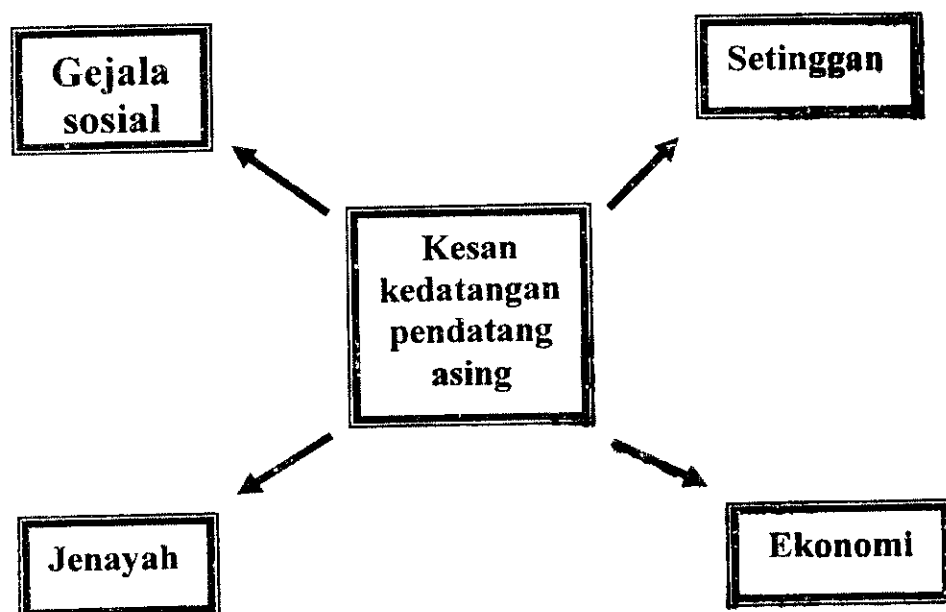 Gejala
sosial
Setinggan
Kesan
kedatangan
pendatang
asing
Jenayah
Ekonomi